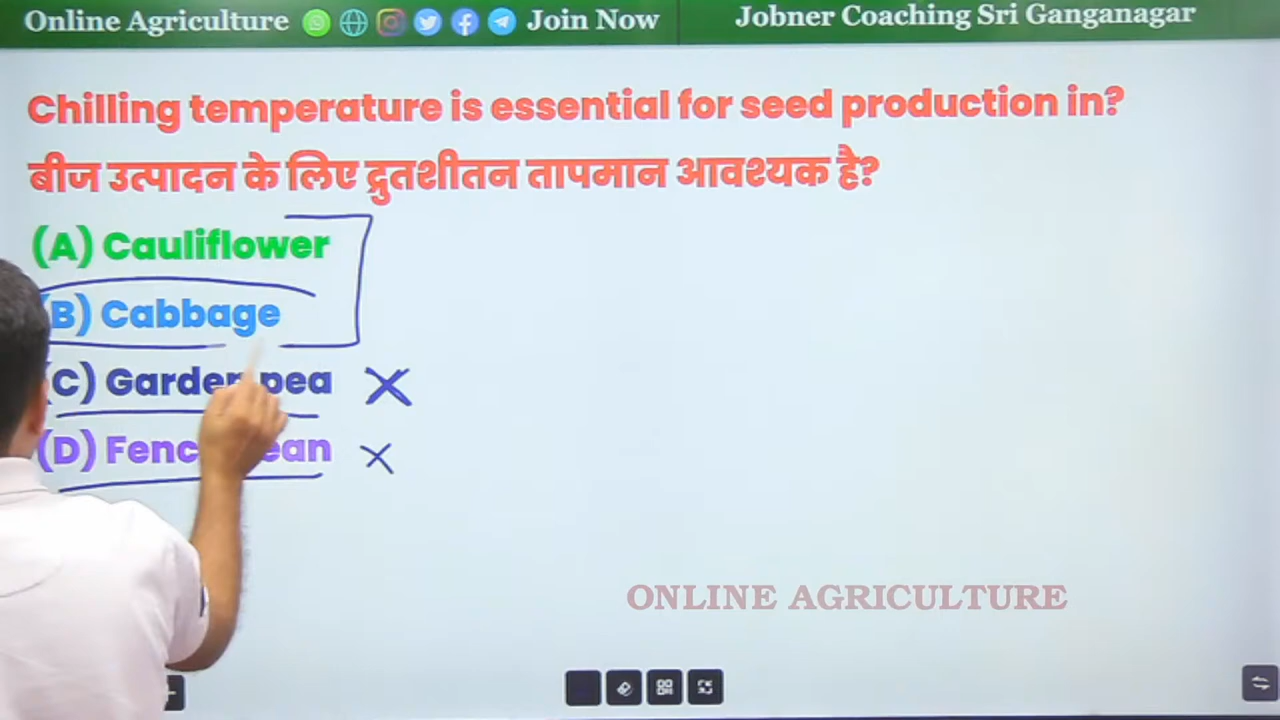 Online Agriculture Join Now
Jobner Coaching Sri Ganganagar
Chilling temperature is essential for seed production in?
बीज उत्पादन के लिए द्रुतशीतन तापमान आवश्यक है?
(A) Cauliflower
(B) Cabbage
(C) Garden pea
(D)
ONLINE AGRICULTURE